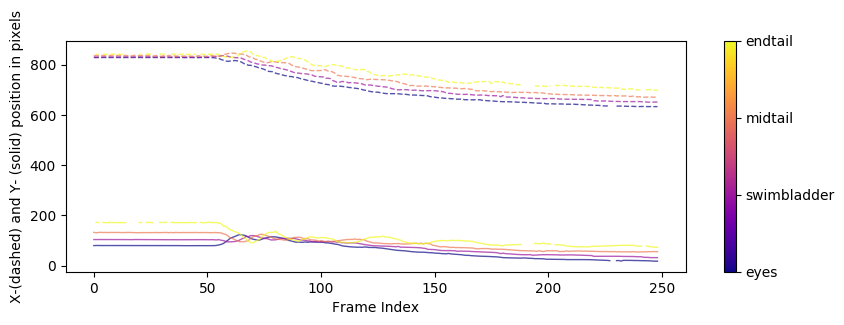 X-(dashed) and Y- (solid) position in pixels
800
600
400
200
0
0 50 100 150 200 250
Frame Index
endtail
midtail
swimbladder
eyes